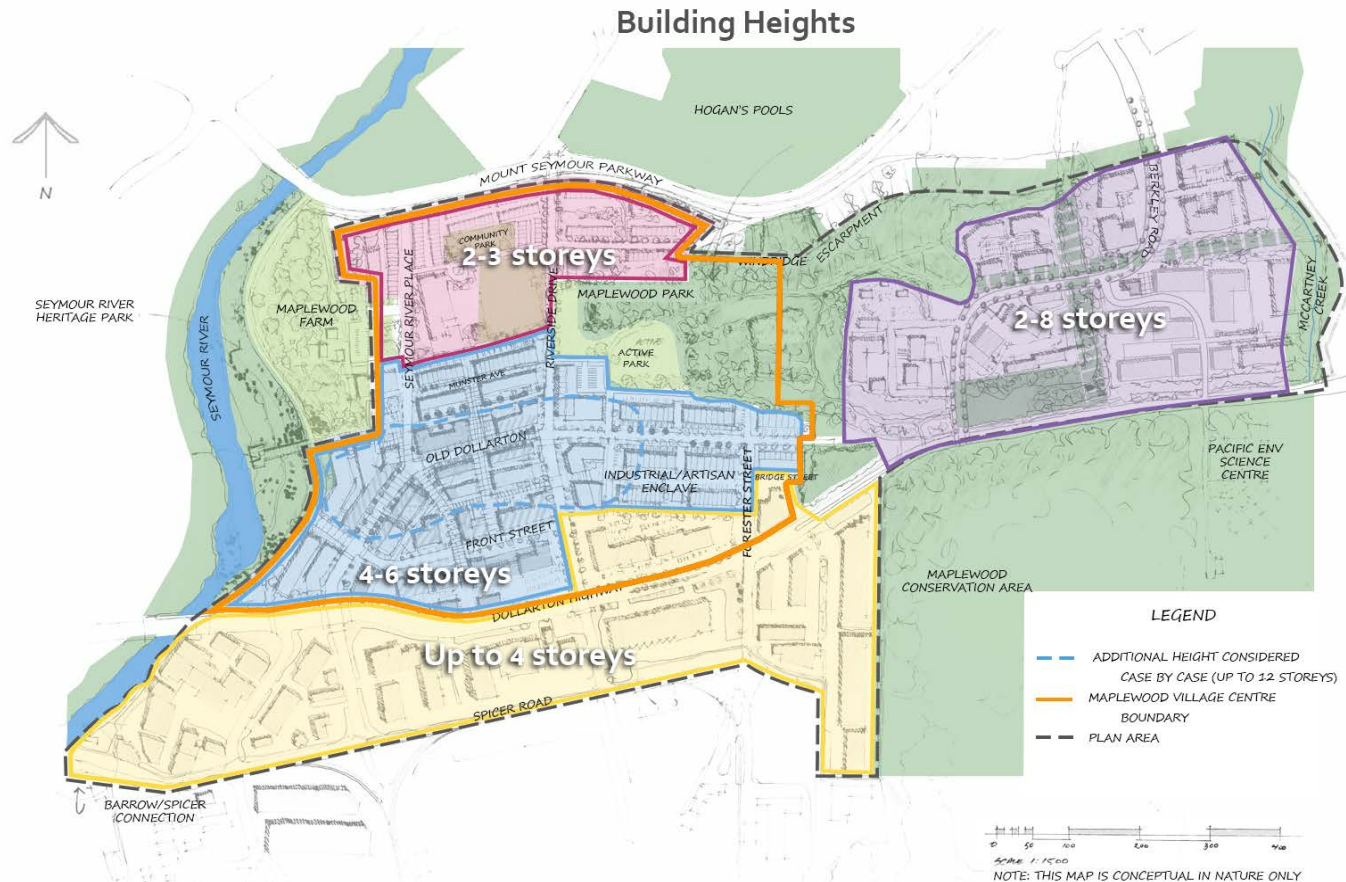 Building Heights
HOGAN'S POOLS
N
MOUNT SEYMOUR PARKWAY
BERKLEY ROAD
ESCARPMENT
COMMUNITY
PARK
2-3 storeys
WINDRIDGE
MAPLEWOOD PARK
SEYMOUR RIVER
HERITAGE PARK
MAPLEWOOD
FARM
SEYMOUR RIVER PLACE
RIVERSIDE DRIVE
2-8 storeys
MCCARTNEY
CREEK
SEYMOUR RIVER
ACTIVE
ACTIVE
PARK
MUNSTER AVE
OLD DOLLARTON
INDUSTRIAL/ARTISAN
ENCLAVE
FORESTER STREET
BRIDGE STREET
PACIFIC ENV
SCIENCE
CENTRE
FRONT STREET
4-6 storeys
DOLLARTON HIGHWAY
MAPLEWOOD
CONSERVATION AREA
Up to 4 storeys
SPICER ROAD
BARROW/SPICER
CONNECTION
LEGEND
ADDITIONAL HEIGHT CONSIDERED
CASE BY CASE (UP TO 12 STOREYS)
MAPLEWOOD VILLAGE CENTRE
BOUNDARY
PLAN AREA
0 50 100 200 300 400
SCALE 1:1500
NOTE: THIS MAP IS CONCEPTUAL IN NATURE ONLY